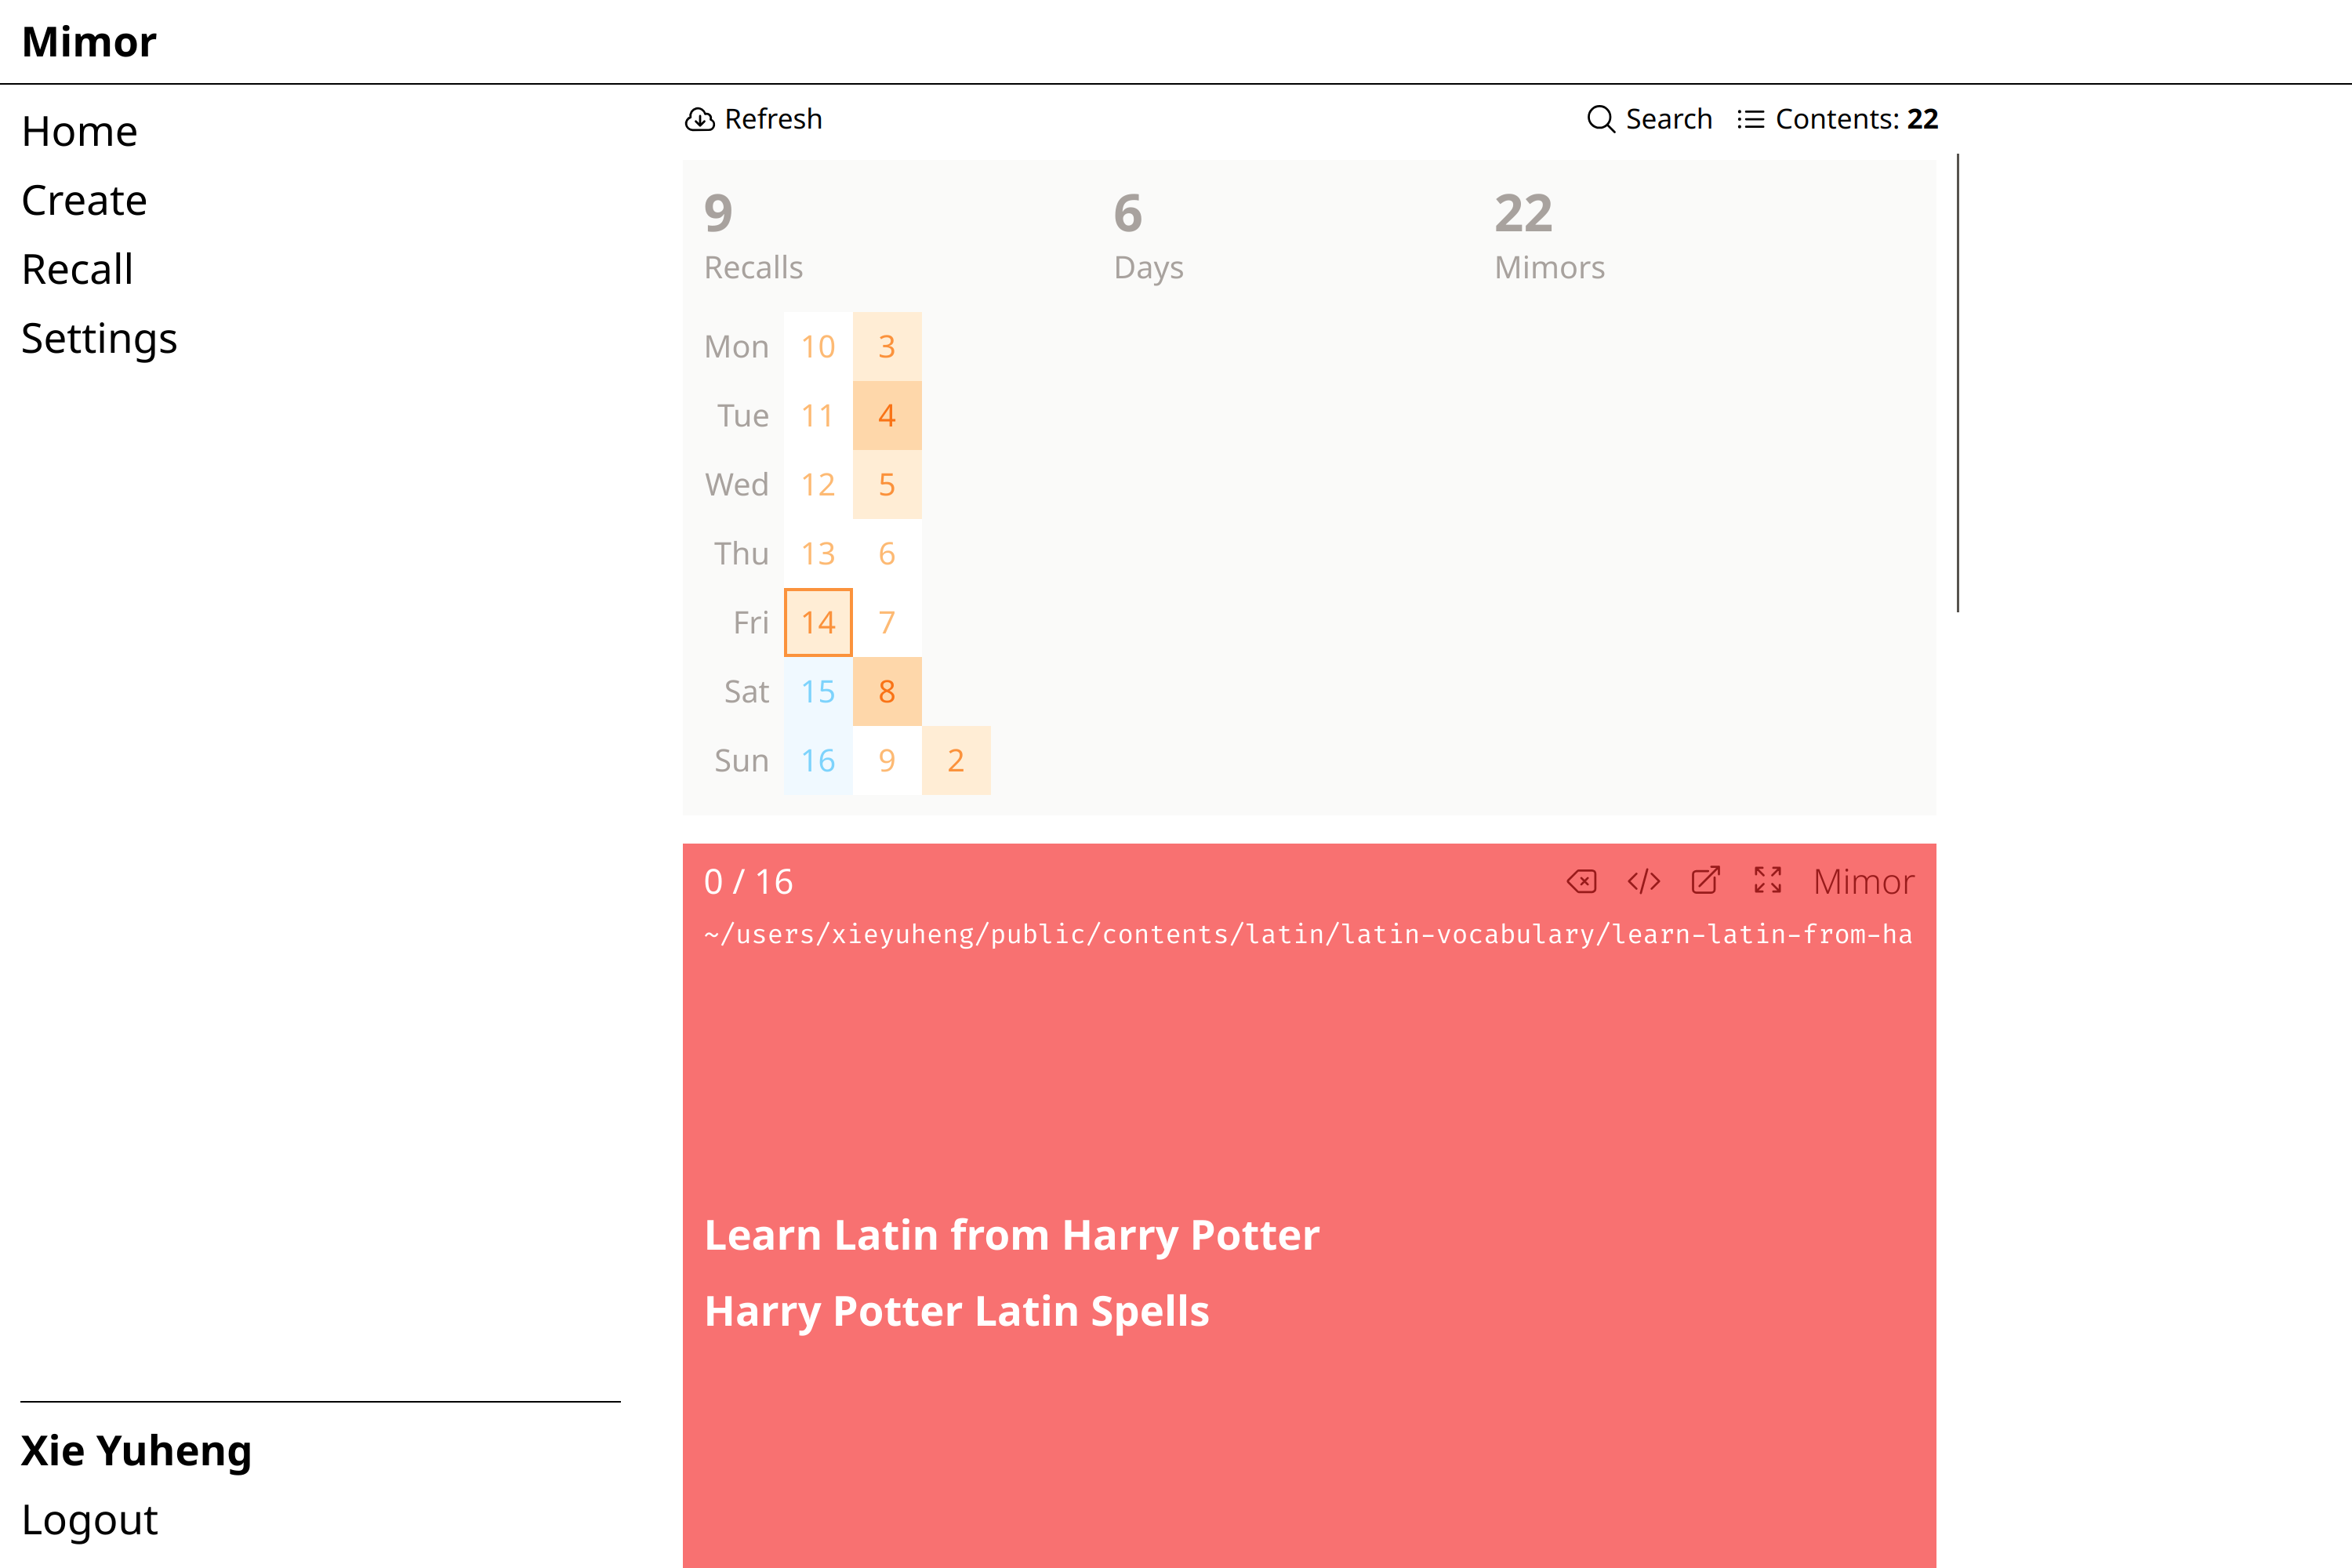 Mimor
Home
Create
Recall
Settings
Xie Yuheng
Logout
Refresh
Search
Contents: 22
9
Recalls
6
Days
22
Mimors
Mon 10 3
Tue 11 4
Wed 12 5
Thu 13 6
Fri 14 7
Sat 15 8
Sun 16 9 2
0 / 16
Mimor
~/users/xieyuheng/public/contents/latin/latin-vocabulary/learn-latin-from-ha
Learn Latin from Harry Potter
Harry Potter Latin Spells